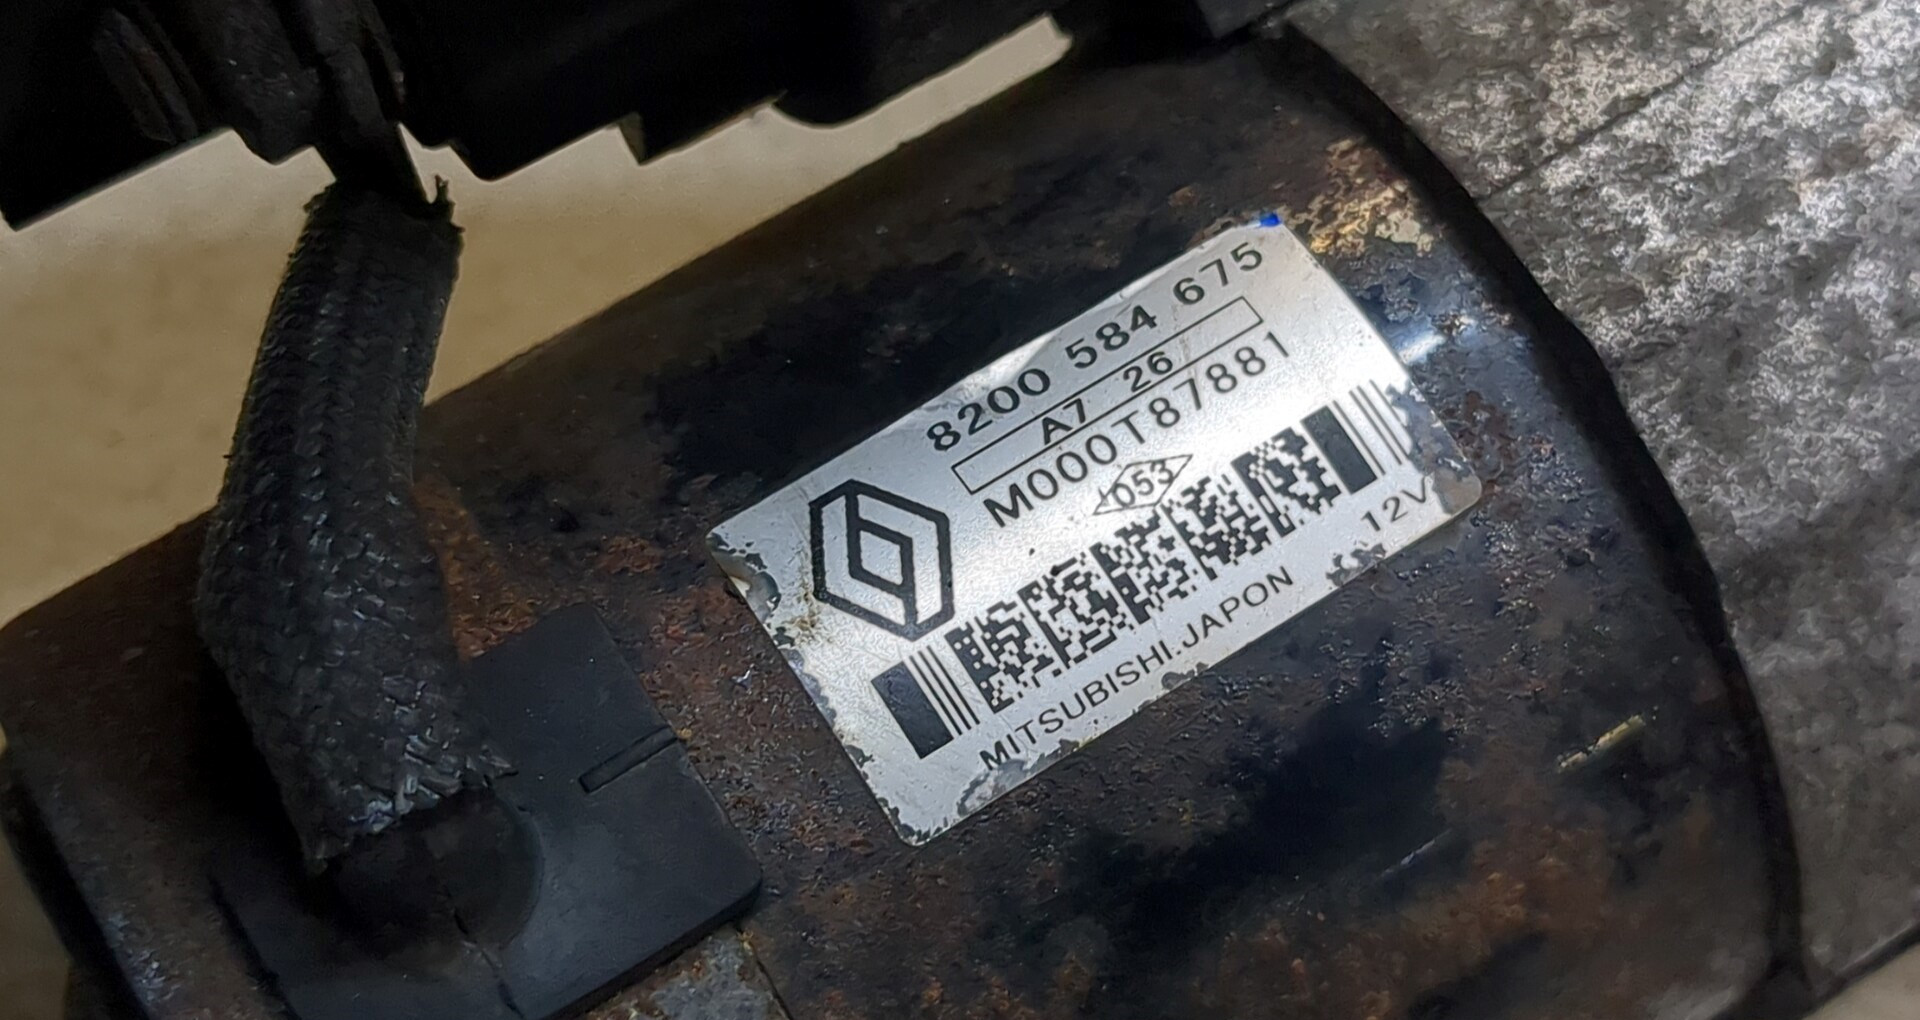 8200 584 675
A7 26
M000T87881
053
12V
MITSUBISHI.JAPON